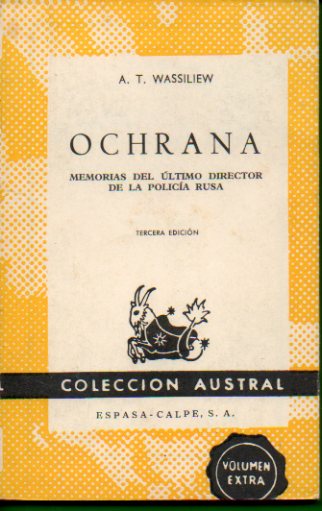 A. T. WASSILIEW
OCHRANA
MEMORIAS DEL ÚLTIMO DIRECTOR
DE LA POLICÍA RUSA
TERCERA EDICIÓN
COLECCION AUSTRAL
ESPASA-CALPE, S. A.
VOLUMEN
EXTRA